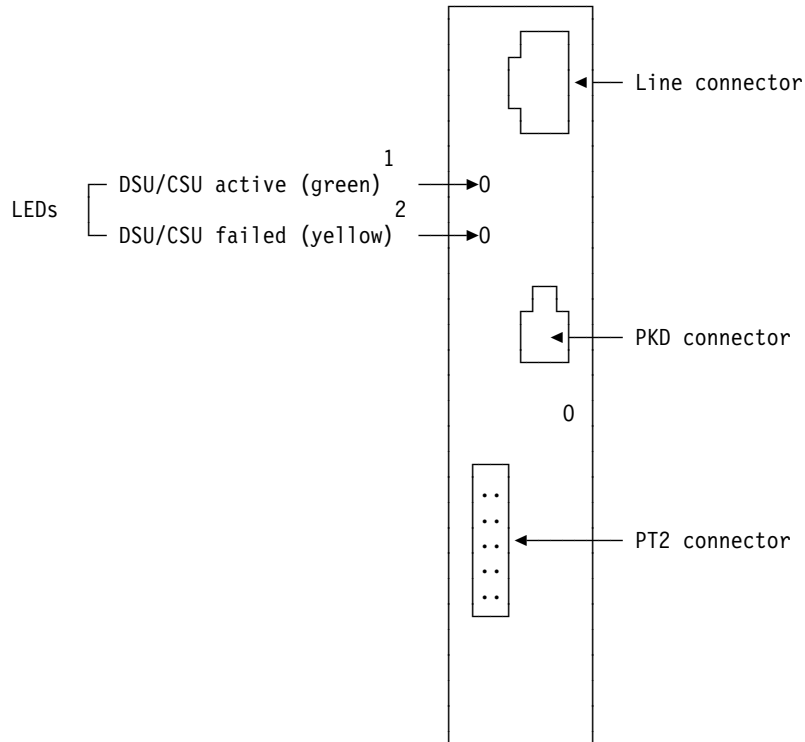 Line connector
1
DSU/CSU active (green)
0
LEDs
2
DSU/CSU failed (yellow)
0
PKD connector
0
PT2 connector